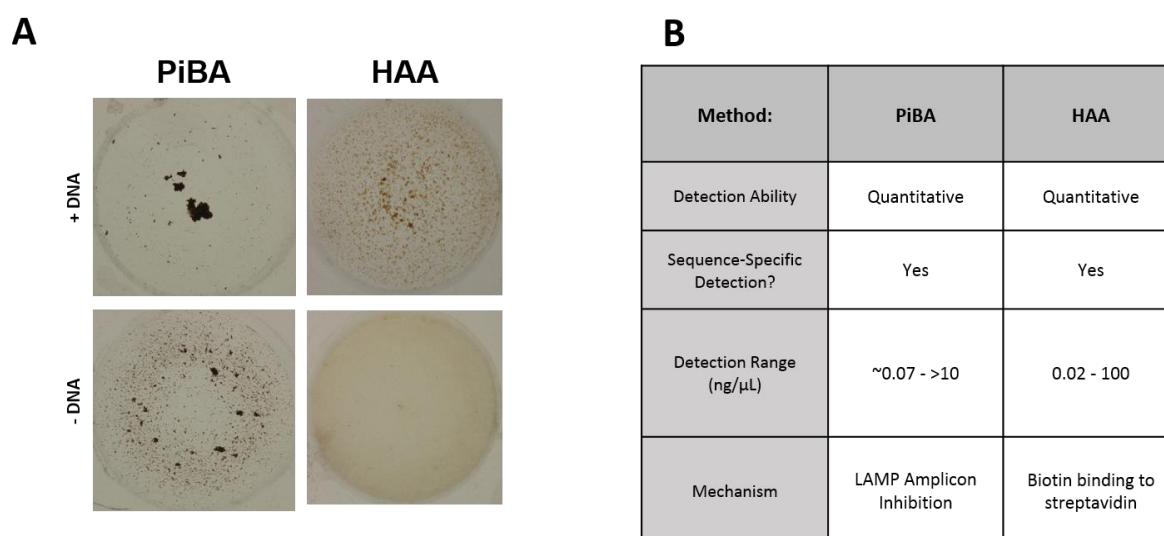 A
PiBA
HAA
+ DNA
- DNA
B
Method:
PiBA
HAA
Detection Ability
Quantitative
Quantitative
Sequence-Specific
Detection?
Yes
Yes
Detection Range
(ng/μL)
~0.07 - >10
0.02 - 100
Mechanism
LAMP Amplicon
Inhibition
Biotin binding to
streptavidin